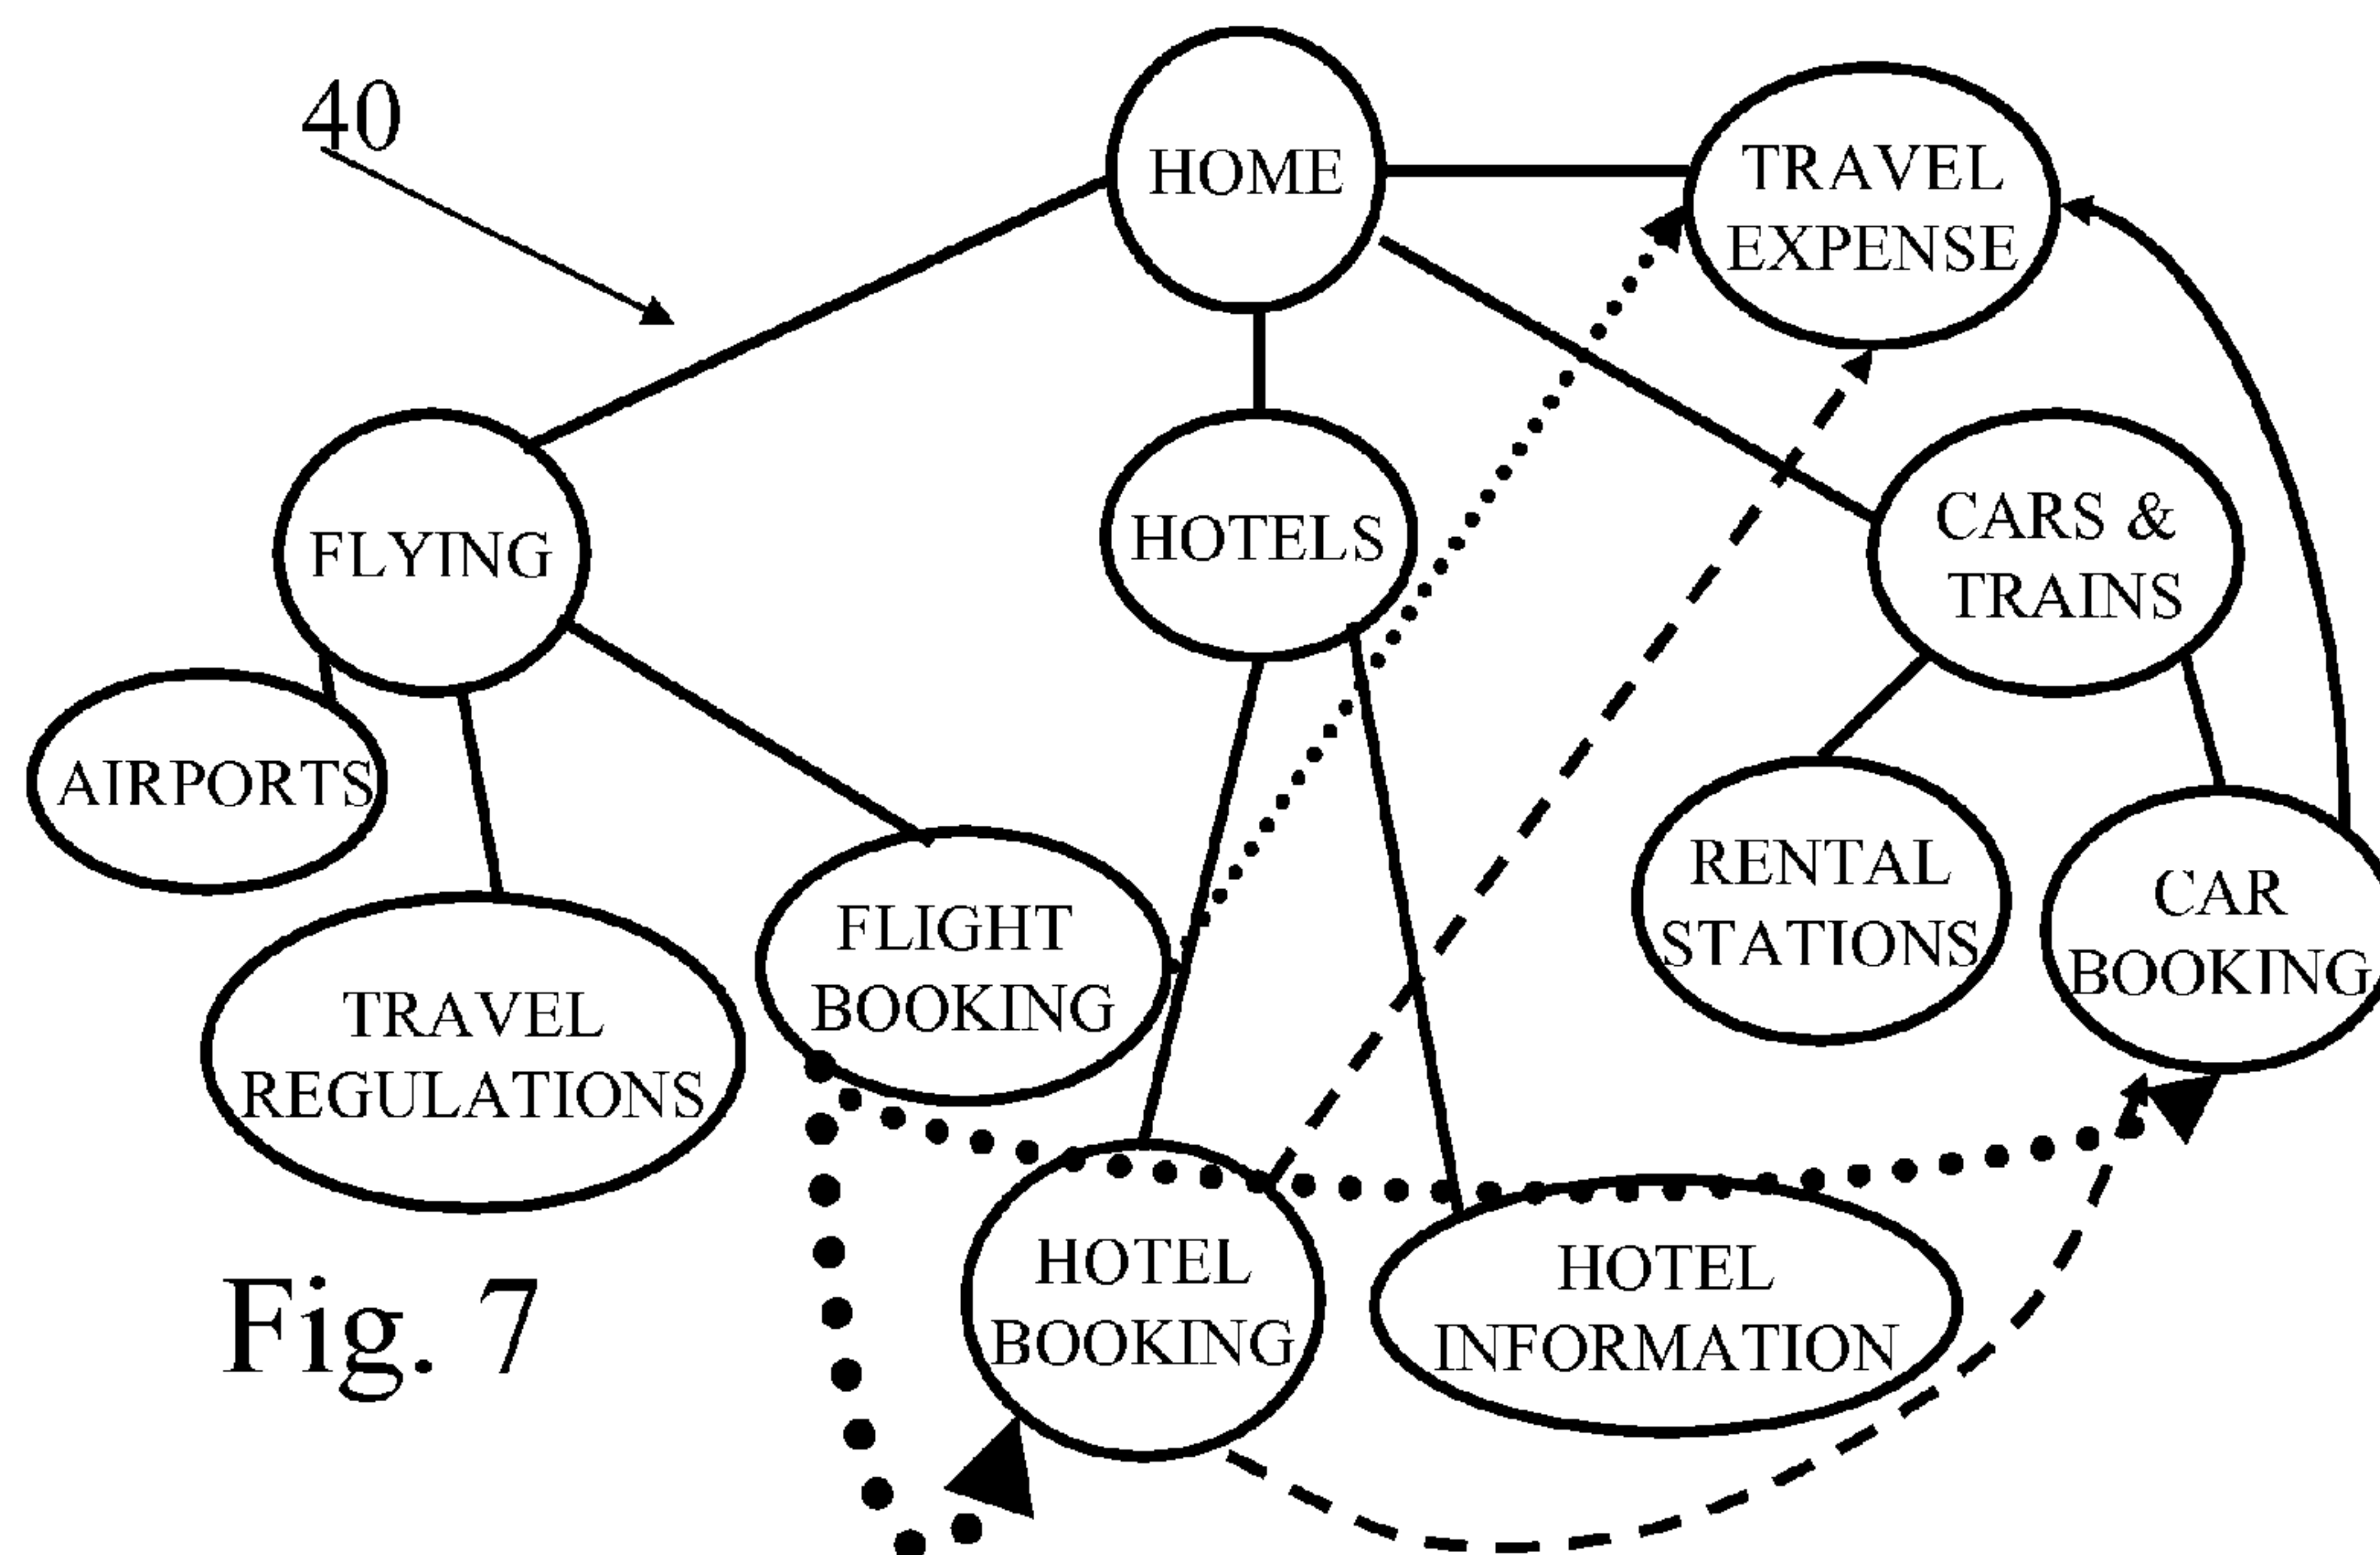 40
HOME
TRAVEL
EXPENSE
FLYING
HOTELS
CARS &
TRAINS
AIRPORTS
RENTAL
STATIONS
CAR
BOOKING
FLIGHT
BOOKING
TRAVEL
REGULATIONS
HOTEL
BOOKING
HOTEL
INFORMATION
Fig. 7